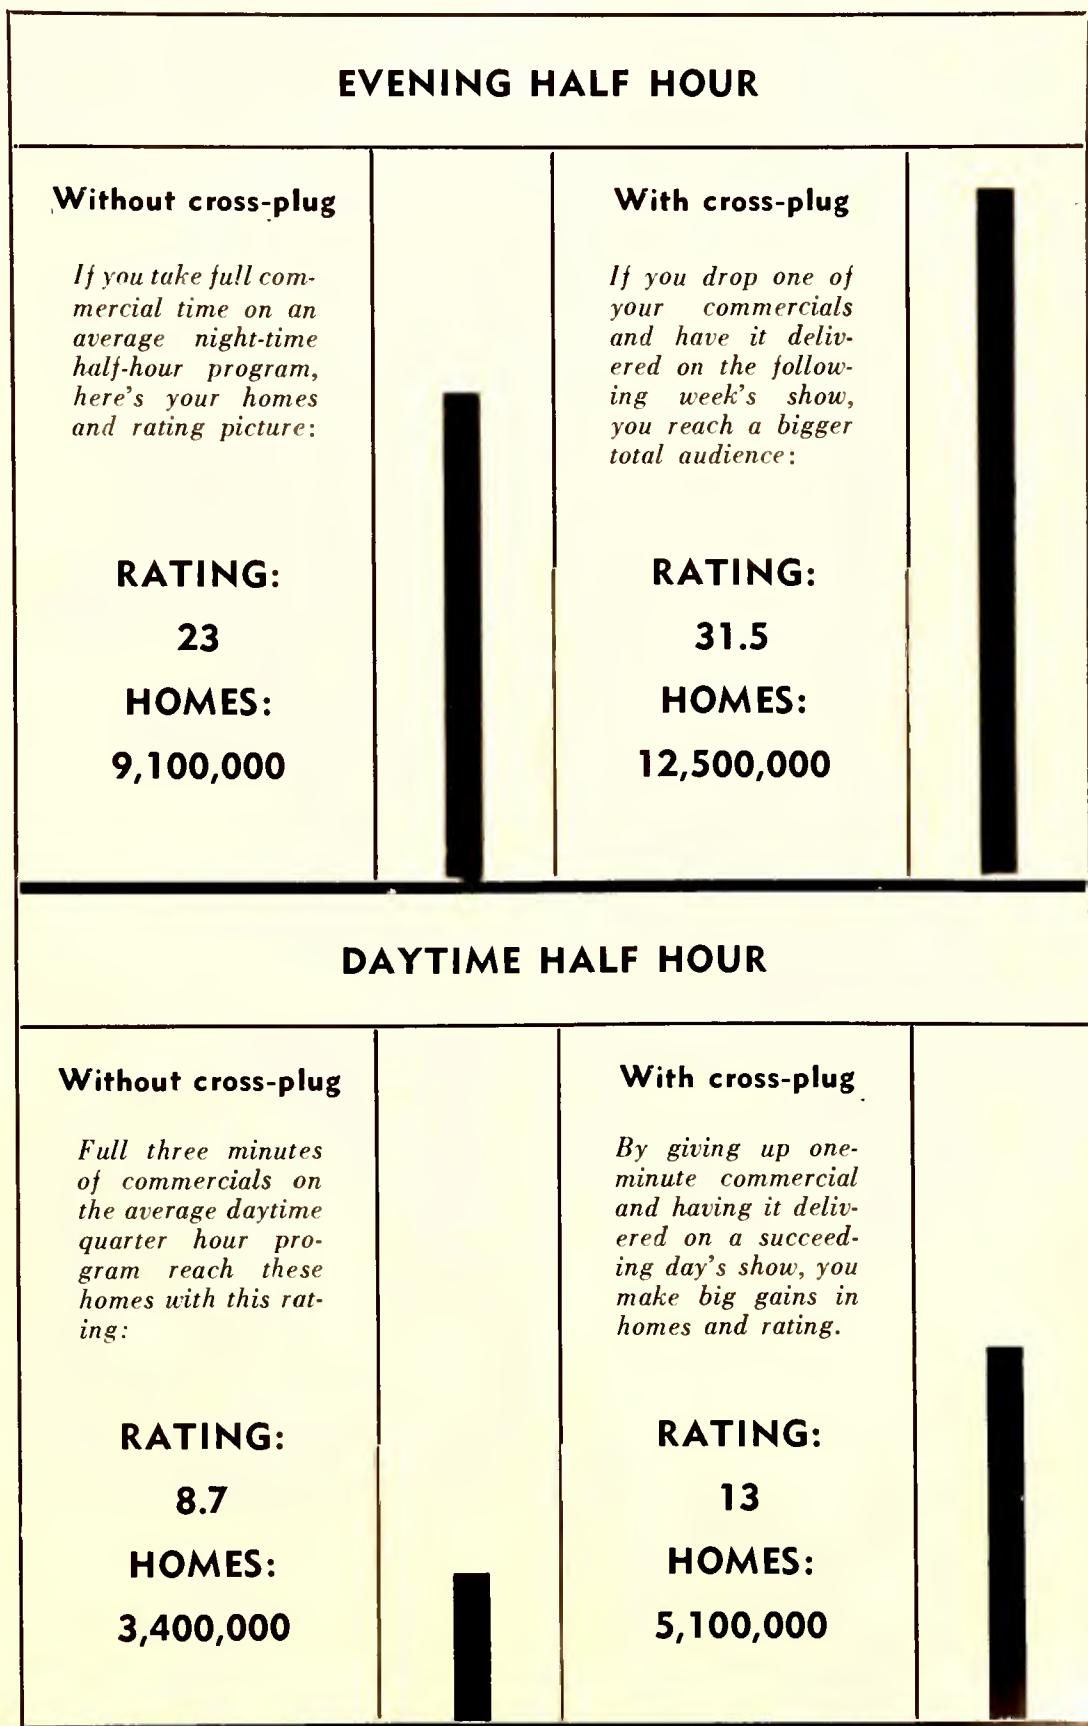 EVENING HALF HOUR
Without cross-plug
If you take full com-
mercial time on an
average night-time
half-hour program,
here's your homes
and rating picture:
RATING:
23
HOMES:
9,100,000
With cross-plug
If you drop one of
your commercials
and have it deliv-
ered on the follow-
ing week's show,
you reach a bigger
total audience:
RATING:
31.5
HOMES:
12,500,000
DAYTIME HALF HOUR
Without cross-plug
Full three minutes
of commercials on
the average daytime
quarter hour pro-
gram reach these
homes with this rat-
ing:
RATING:
8.7
HOMES:
3,400,000
With cross-plug
By giving up one-
minute commercial
and having it deliv-
ered on a succeed-
ing day's show, you
make big gains in
homes and rating.
RATING:
13
HOMES:
5,100,000